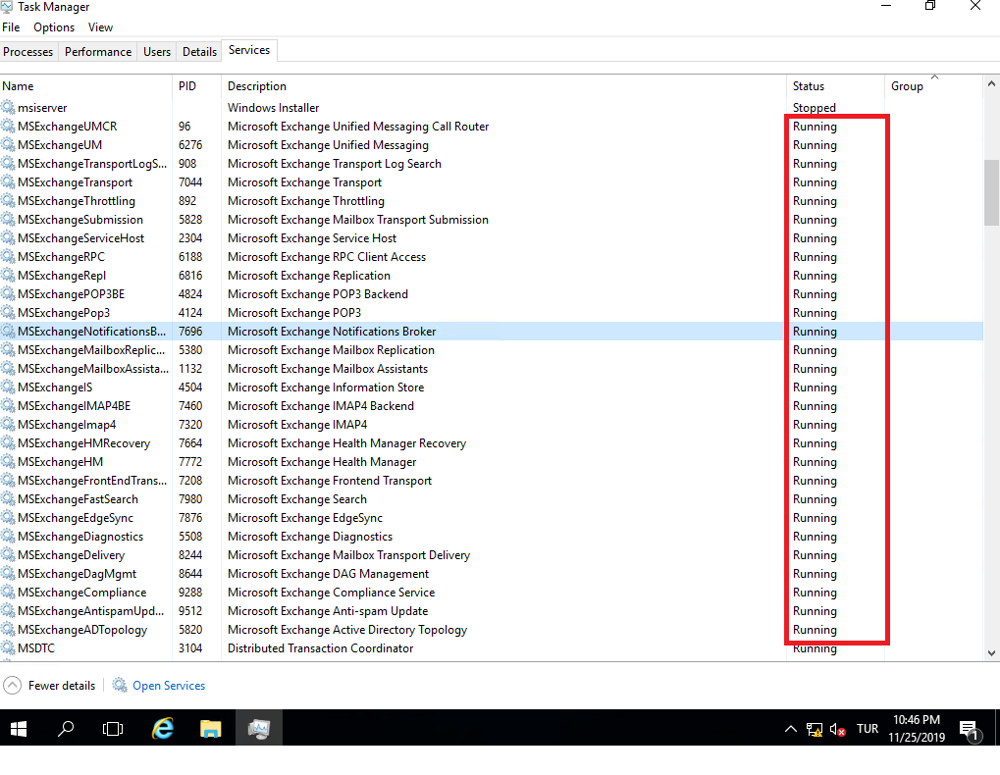 Task Manager
File Options View
Processes Performance Users Details Services
Name PID Description Status Group
msiserver Windows Installer Stopped
MSExchangeUMCR 96 Microsoft Exchange Unified Messaging Call Router Running
MSExchangeUM 6276 Microsoft Exchange Unified Messaging Running
MSExchangeTransportLogS... 908 Microsoft Exchange Transport Log Search Running
MSExchangeTransport 7044 Microsoft Exchange Transport Running
MSExchangeThrottling 892 Microsoft Exchange Throttling Running
MSExchangeSubmission 5828 Microsoft Exchange Mailbox Transport Submission Running
MSExchangeServiceHost 2304 Microsoft Exchange Service Host Running
MSExchangeRPC 6188 Microsoft Exchange RPC Client Access Running
MSExchangeRepl 6816 Microsoft Exchange Replication Running
MSExchangePOP3BE 4824 Microsoft Exchange POP3 Backend Running
MSExchangePop3 4124 Microsoft Exchange POP3 Running
MSExchangeNotificationsB... 7696 Microsoft Exchange Notifications Broker Running
MSExchangeMailboxReplic... 5380 Microsoft Exchange Mailbox Replication Running
MSExchangeMailboxAssista... 1132 Microsoft Exchange Mailbox Assistants Running
MSExchangeIS 4504 Microsoft Exchange Information Store Running
MSExchangeIMAP4BE 7460 Microsoft Exchange IMAP4 Backend Running
MSExchangeImap4 7320 Microsoft Exchange IMAP4 Running
MSExchangeHMRecovery 7664 Microsoft Exchange Health Manager Recovery Running
MSExchangeHM 7772 Microsoft Exchange Health Manager Running
MSExchangeFrontEndTrans... 7208 Microsoft Exchange Frontend Transport Running
MSExchangeFastSearch 7980 Microsoft Exchange Search Running
MSExchangeEdgeSync 7876 Microsoft Exchange EdgeSync Running
MSExchangeDiagnostics 5508 Microsoft Exchange Diagnostics Running
MSExchangeDelivery 8244 Microsoft Exchange Mailbox Transport Delivery Running
MSExchangeDagMgmt 8644 Microsoft Exchange DAG Management Running
MSExchangeCompliance 9288 Microsoft Exchange Compliance Service Running
MSExchangeAntispamUpd... 9512 Microsoft Exchange Anti-spam Update Running
MSExchangeADTopology 5820 Microsoft Exchange Active Directory Topology Running
MSDTC 3104 Distributed Transaction Coordinator Running
Fewer details Open Services
TUR 10:46 PM
11/25/2019 1